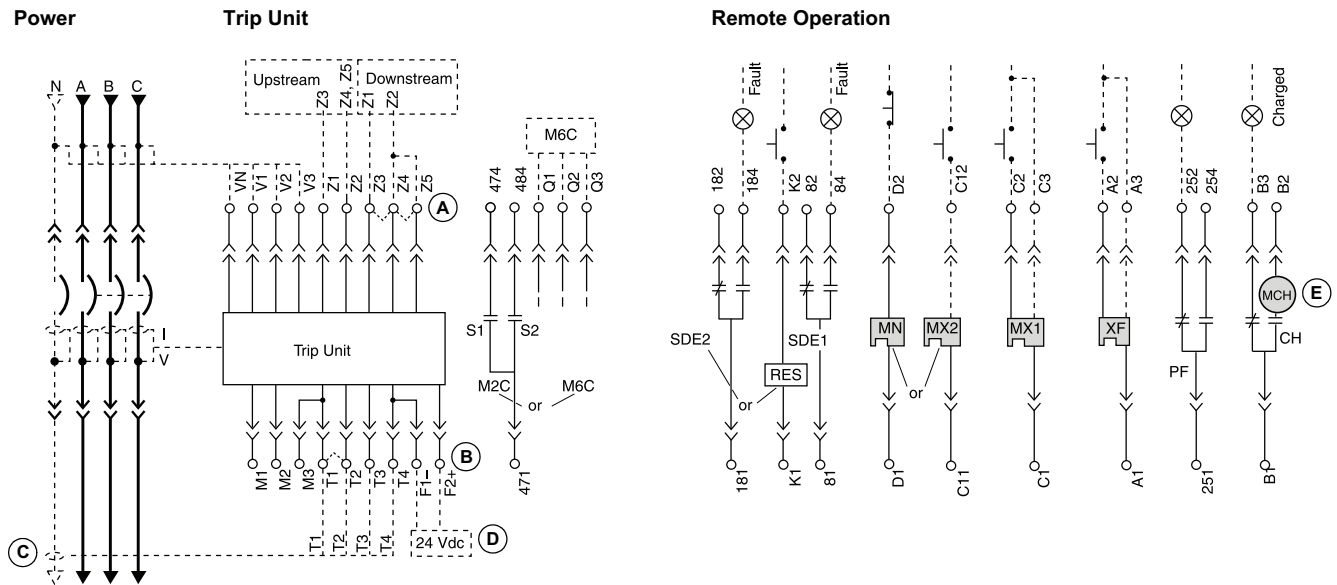 Power
Trip Unit
Remote Operation
N A B C
Upstream
Downstream
Z3
Z4, Z5
Z1
Z2
M6C
VN
V1
V2
V3
Z1
Z2
Z3
Z4
Z5
A
474
484
Q1
Q2
Q3
I
V
Trip Unit
S1
S2
M2C or M6C
M1
M2
M3
T1
T2
T3
T4
F1–
F2+
B
471
C
T1
T2
T3
T4
24 Vdc
D
Fault
Fault
Charged
182
184
K2
82
84
D2
C12
C2
C3
A2
A3
252
254
B3
B2
MCH
E
CH
SDE2
SDE1
RES
or
MN
MX2
or
MX1
XF
PF
181
K1
81
D1
C11
C1
A1
251
B1